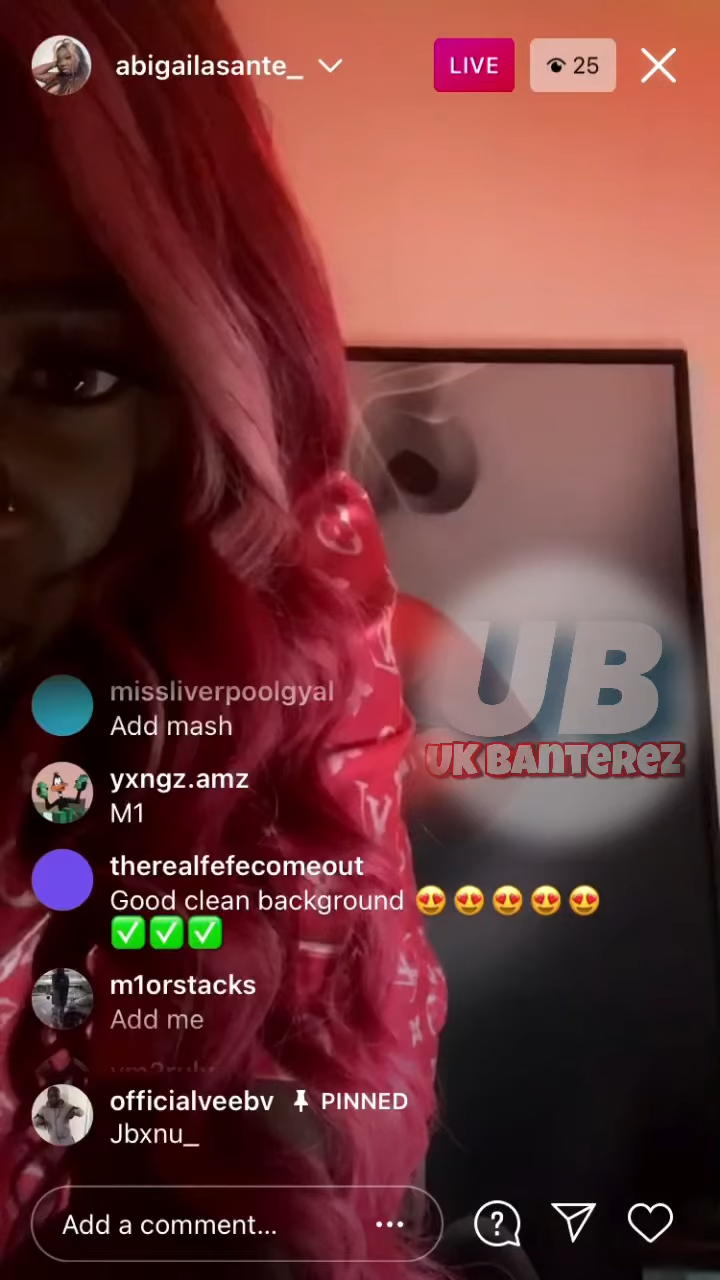 abigailasante_
LIVE
25
missliverpoolgyal
Add mash
yxngz.amz
M1
therealfefecomeout
Good clean background 😍😍😍😍😍
✅✅✅
m1orstacks
Add me
officialveebv PINNED
Jbxnu_
Add a comment...
UB
UK BANTEREZ